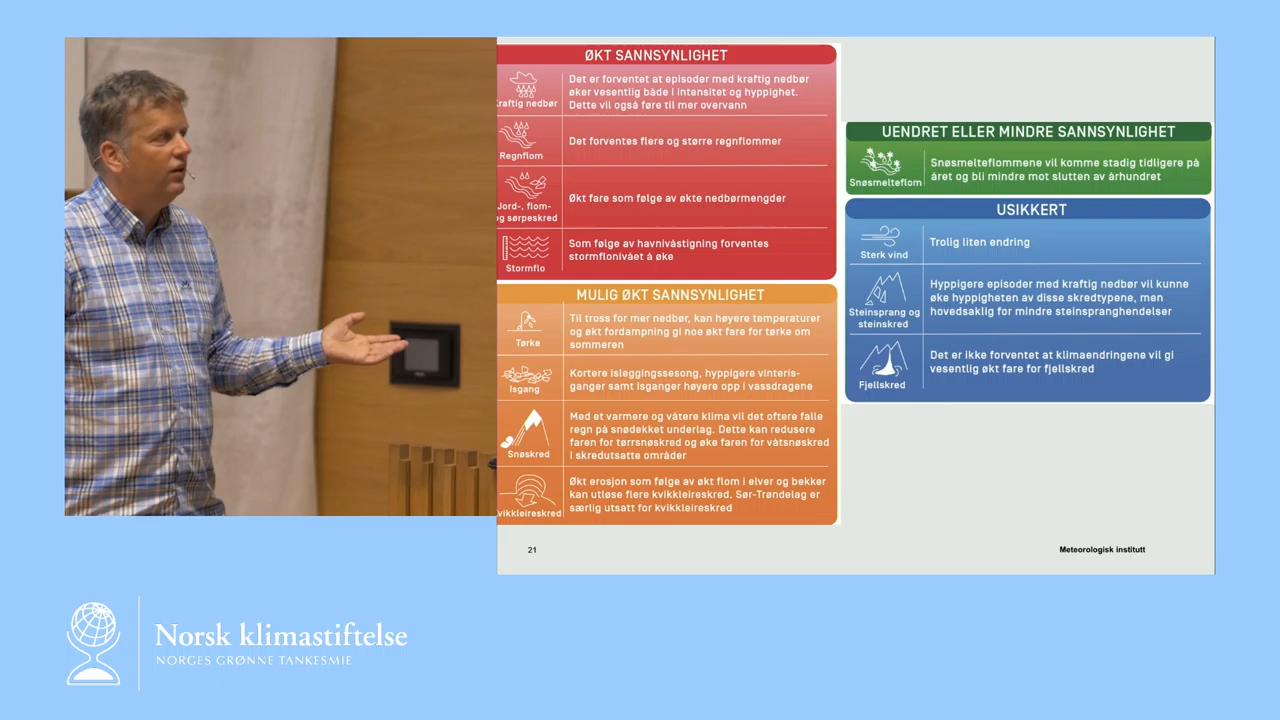 ØKT SANNSYNLIGHET
Kraftig nedbør
Det er forventet at episoder med kraftig nedbør
øker vesentlig både i intensitet og hyppighet.
Dette vil også føre til mer overvann
Regnflom
Det forventes flere og større regnflommer
Jord-, flom-
og sørpeskred
Økt fare som følge av økte nedbørmengder
Stormflo
Som følge av havnivåstigning forventes
stormflonivået å øke
MULIG ØKT SANNSYNLIGHET
Tørke
Til tross for mer nedbør, kan høyere temperaturer
og økt fordampning gi noe økt fare for tørke om
sommeren
Isgang
Kortere isleggingssesong, hyppigere vinteris-
ganger samt isganger høyere opp i vassdragene
Snøskred
Med et varmere og våtere klima vil det oftere falle
regn på snødekket underlag. Dette kan redusere
faren for tørrsnøskred og øke faren for våtsnøskred
i skredutsatte områder
Kvikkleireskred
Økt erosjon som følge av økt flom i elver og bekker
kan utløse flere kvikkleireskred. Sør-Trøndelag er
særlig utsatt for kvikkleireskred
UENDRET ELLER MINDRE SANNSYNLIGHET
Snøsmelteflom
Snøsmelteflommene vil komme stadig tidligere på
året og bli mindre mot slutten av århundret
USIKKERT
Sterk vind
Trolig liten endring
Steinsprang og
steinskred
Hyppigere episoder med kraftig nedbør vil kunne
øke hyppigheten av disse skredtypene, men
hovedsaklig for mindre steinspranghendelser
Fjellskred
Det er ikke forventet at klimaendringene vil gi
vesentlig økt fare for fjellskred
21
Meteorologisk institutt
Norsk klimastiftelse
NORGES GRØNNE TANKESMIE